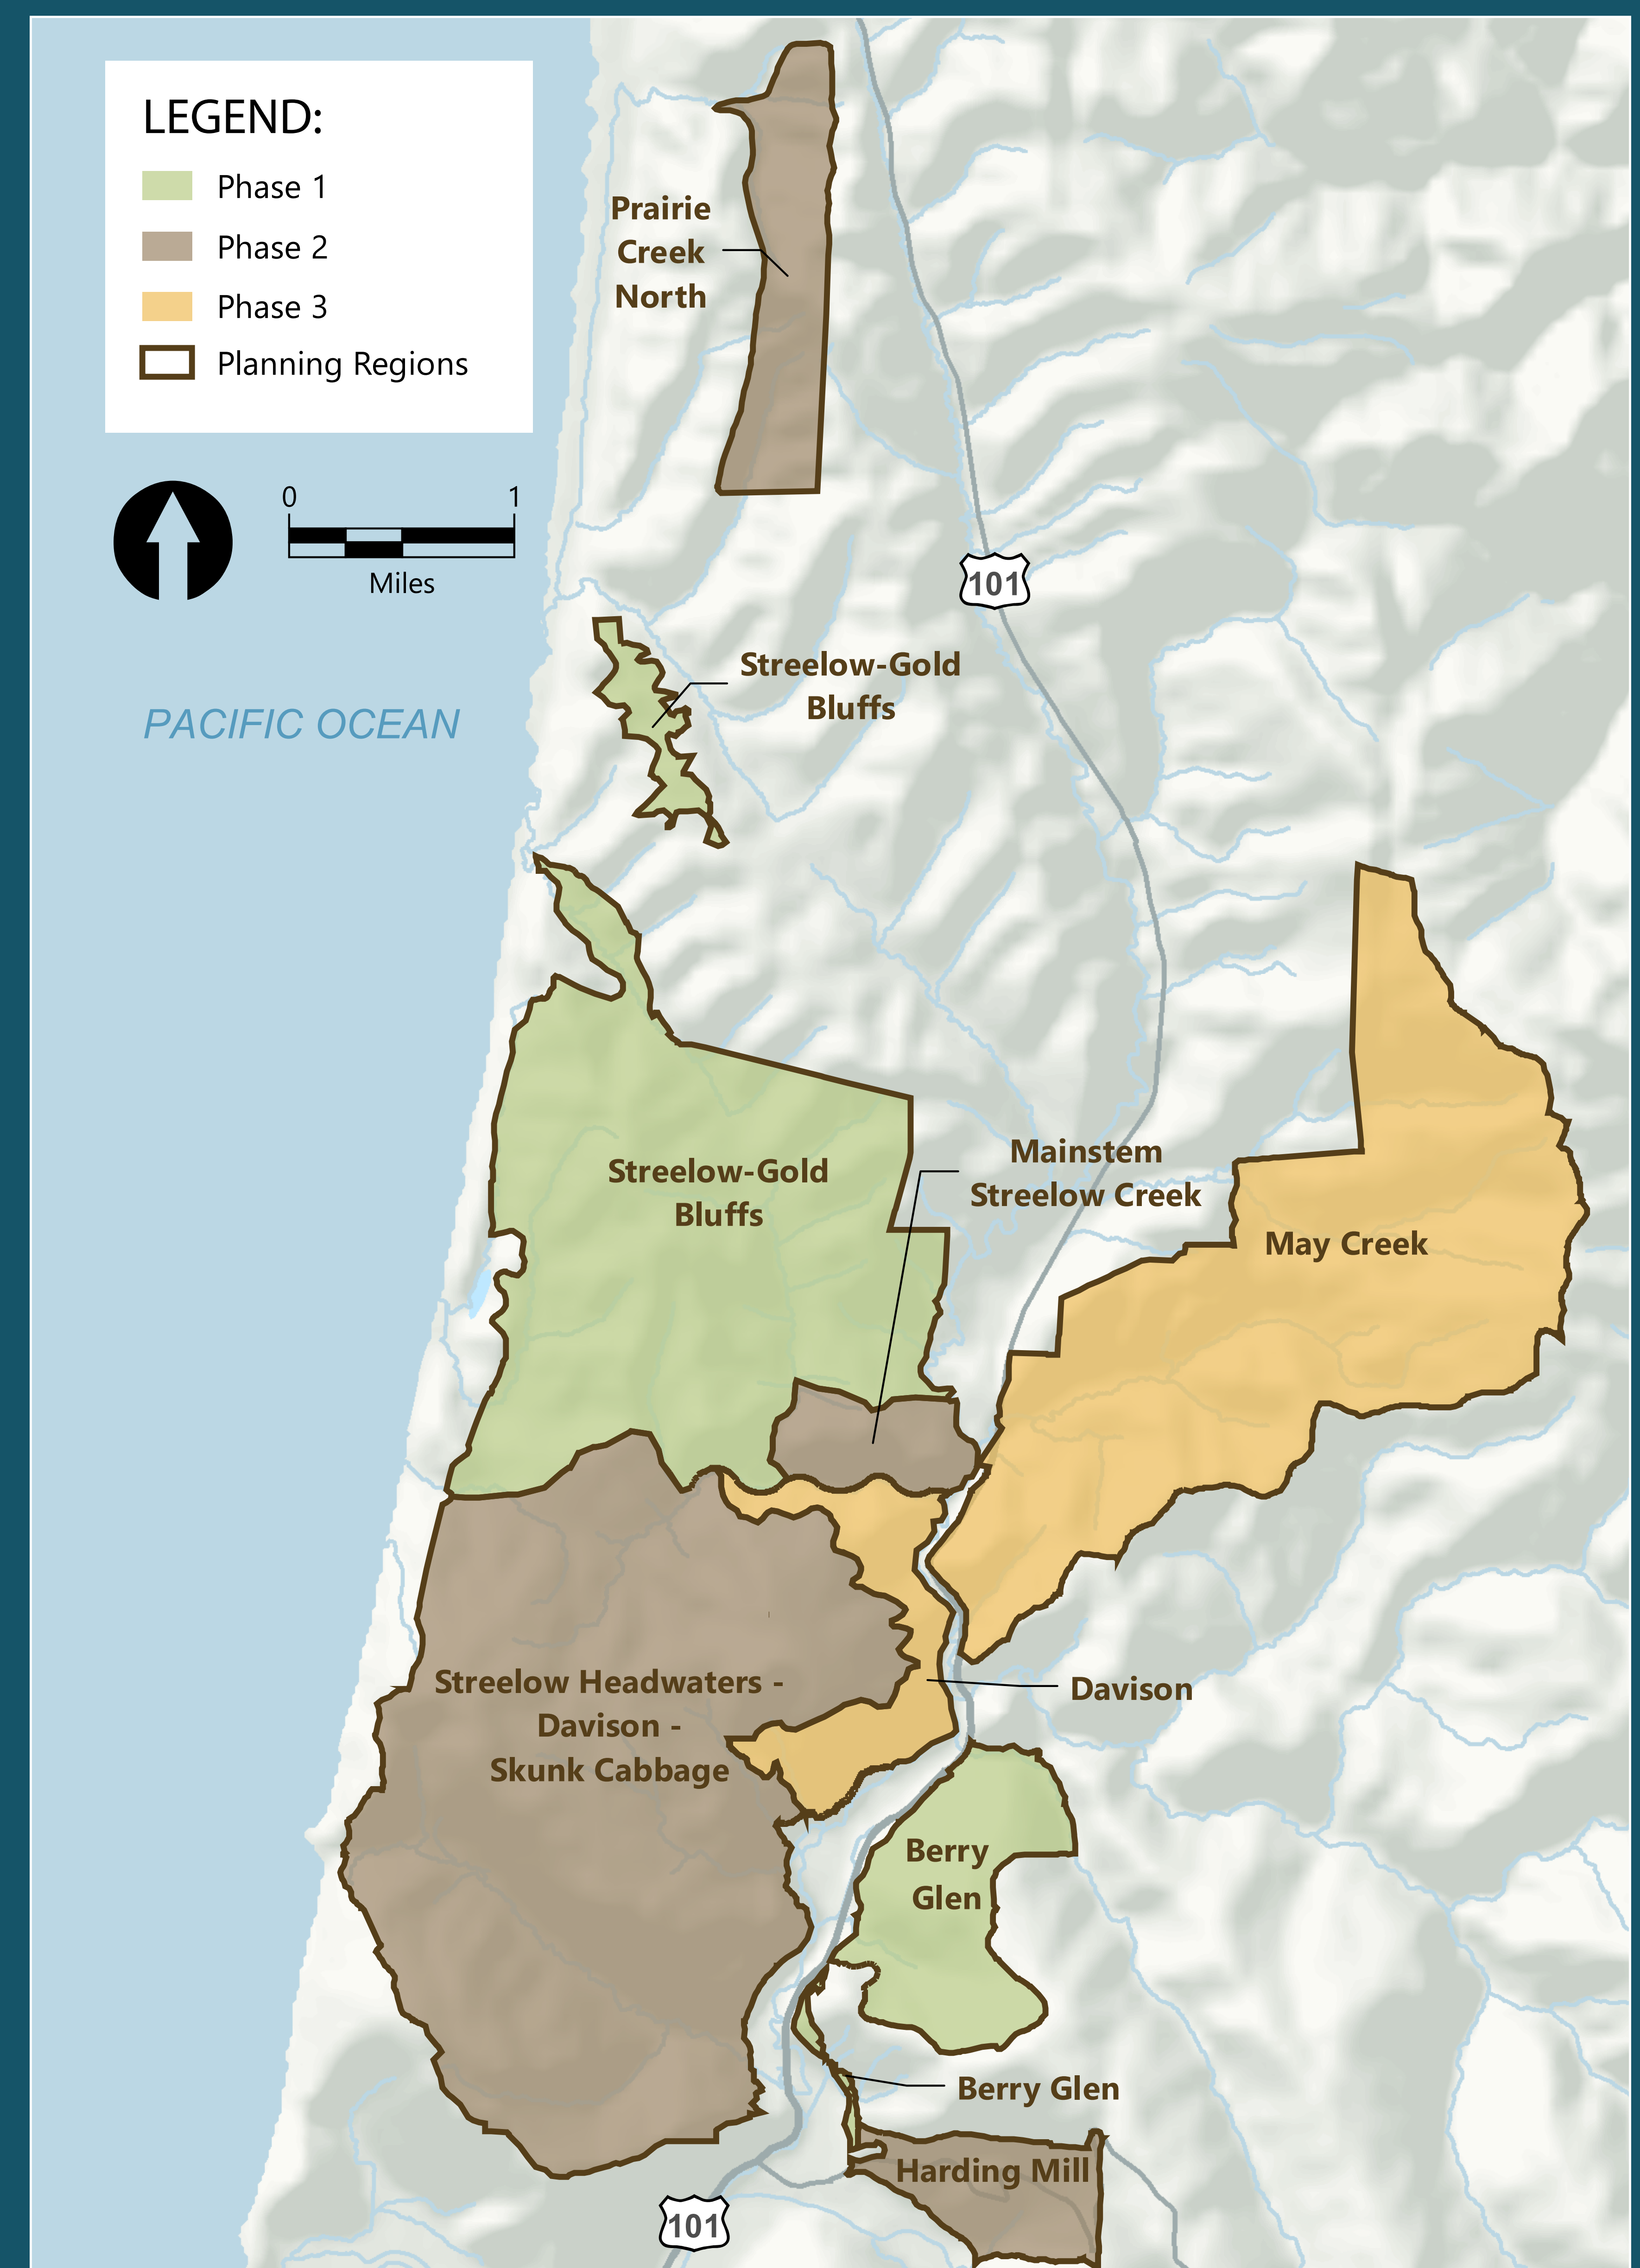 LEGEND:
Phase 1
Phase 2
Phase 3
Planning Regions
0 1
Miles
PACIFIC OCEAN
Prairie
Creek
North
101
Streelow-Gold
Bluffs
Streelow-Gold
Bluffs
Mainstem
Streelow Creek
May Creek
Streelow Headwaters -
Davison -
Skunk Cabbage
Davison
Berry
Glen
Berry Glen
Harding Mill
101